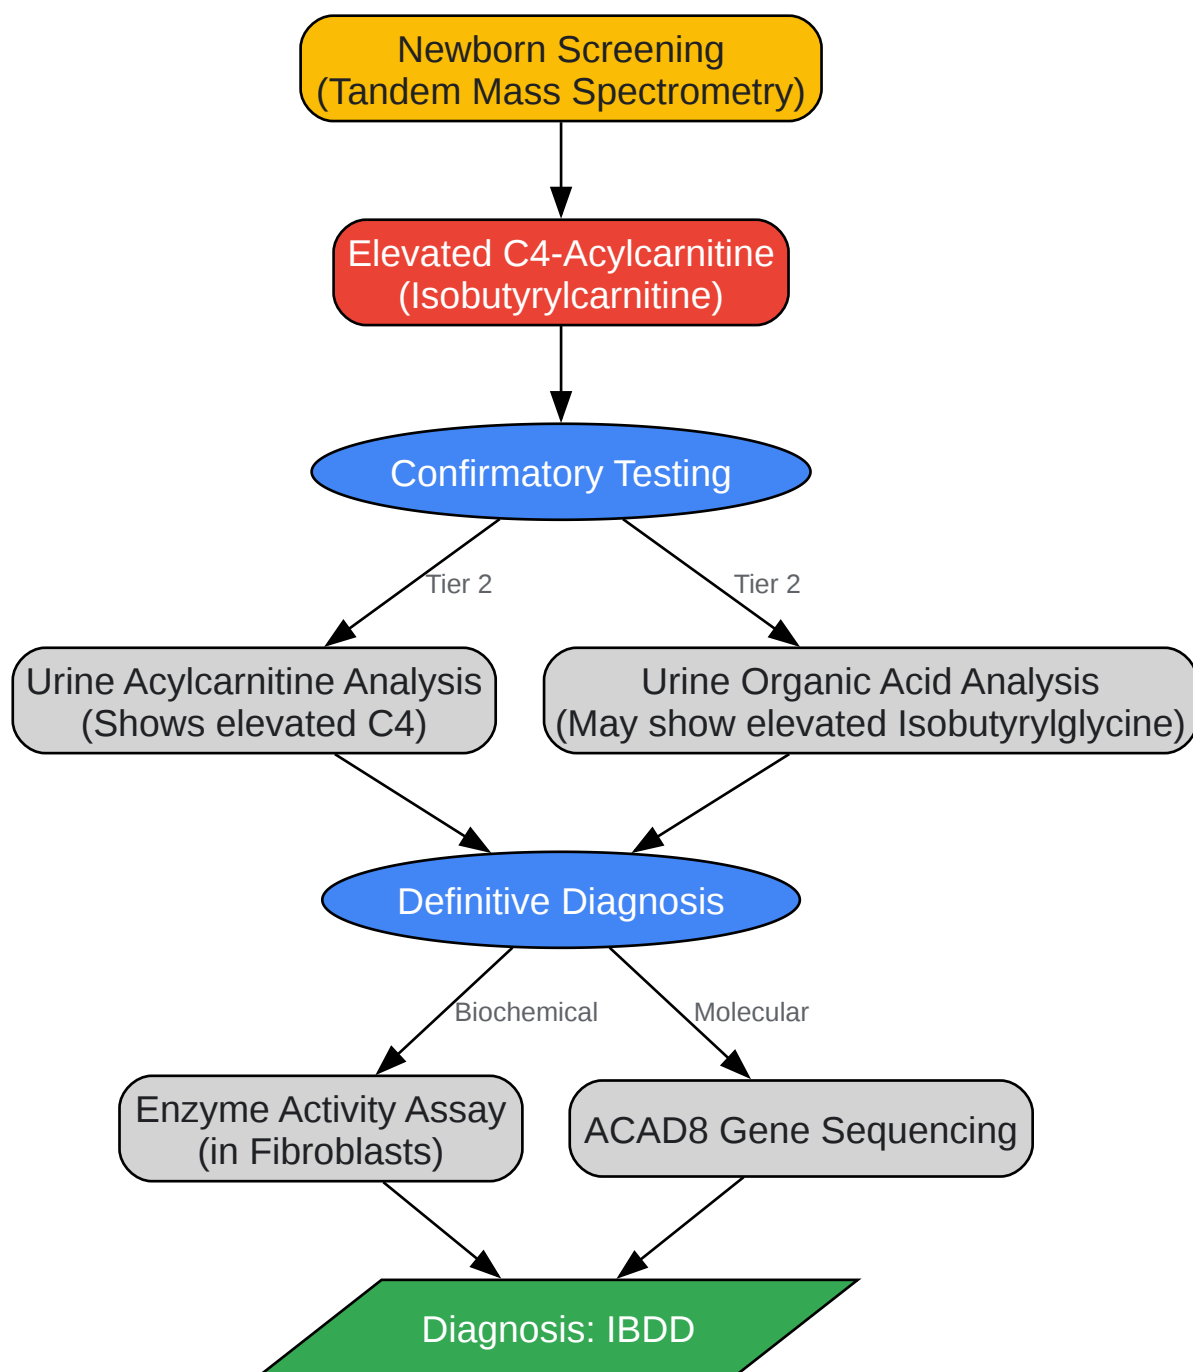 Newborn Screening
(Tandem Mass Spectrometry)
Elevated C4-Acylcarnitine
(Isobutyrylcarnitine)
Confirmatory Testing
Tier 2
Tier 2
Urine Acylcarnitine Analysis
(Shows elevated C4)
Urine Organic Acid Analysis
(May show elevated Isobutyrylglycine)
Definitive Diagnosis
Biochemical
Molecular
Enzyme Activity Assay
(in Fibroblasts)
ACAD8 Gene Sequencing
Diagnosis: IBDD